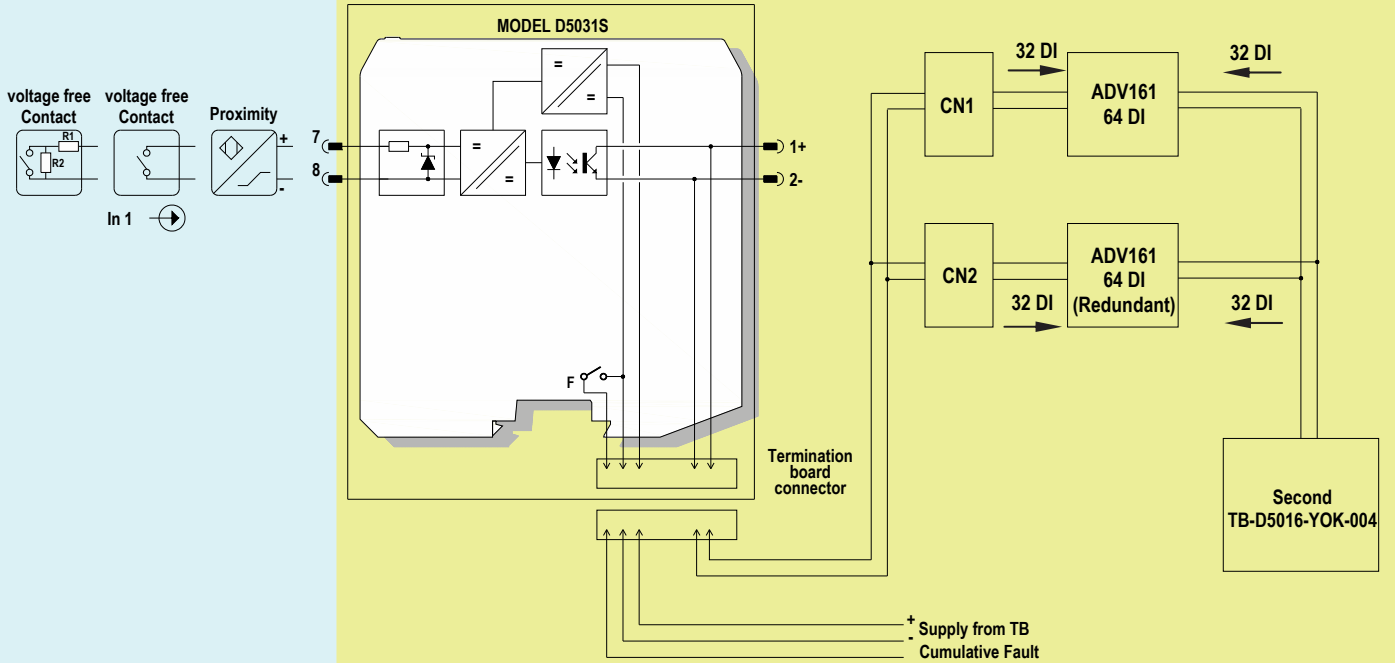 MODEL D5031S
voltage free
Contact
R1
R2
voltage free
Contact
Proximity
+
-
In 1
7
8
=
=
=
=
1+
2-
F
Termination
board
connector
CN1
32 DI
ADV161
64 DI
32 DI
CN2
32 DI
ADV161
64 DI
(Redundant)
32 DI
Second
TB-D5016-YOK-004
+
- Supply from TB
Cumulative Fault